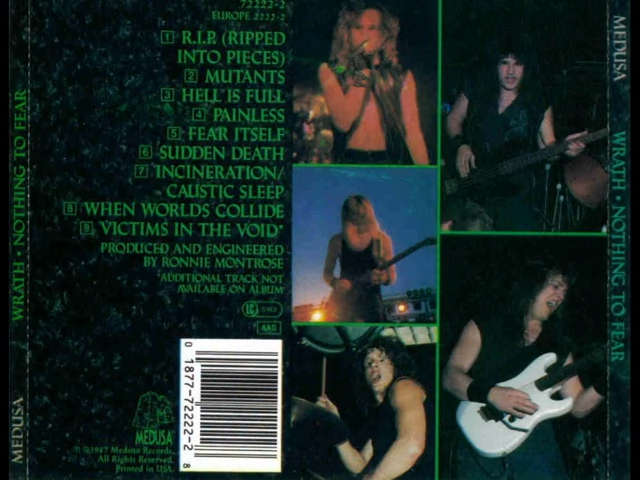 72222-2
EUROPE 2222-2
1 R.I.P. (RIPPED
INTO PIECES)
2 MUTANTS
3 HELL IS FULL
4 PAINLESS
5 FEAR ITSELF
6 SUDDEN DEATH
7 INCINERATION/
CAUSTIC SLEEP
8 WHEN WORLDS COLLIDE
9 VICTIMS IN THE VOID*
PRODUCED AND ENGINEERED
BY RONNIE MONTROSE
*ADDITIONAL TRACK NOT
AVAILABLE ON ALBUM
AAD
0 1877-72222-2 8
MEDUSA
℗ ©1987 Medusa Records.
All Rights Reserved.
Printed in USA.
MEDUSA WRATH • NOTHING TO FEAR
MEDUSA WRATH • NOTHING TO FEAR